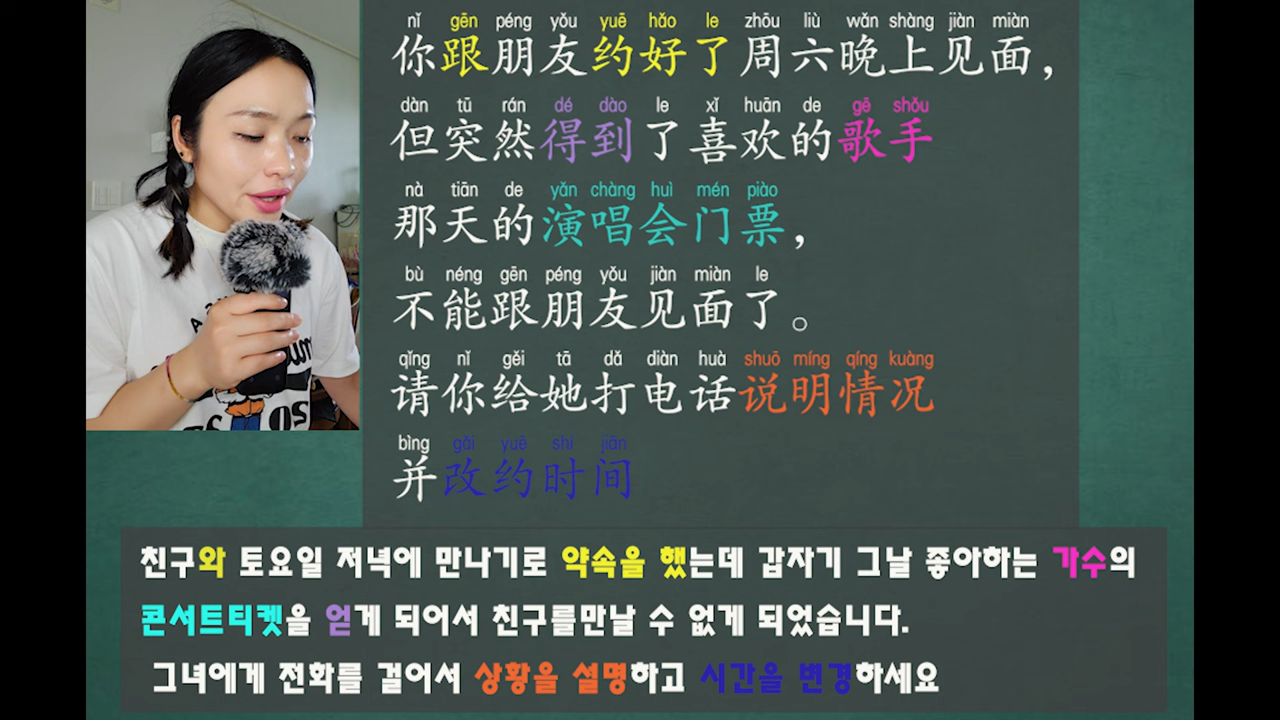 nǐ gēn péng yǒu yuē hǎo le zhōu liù wǎn shàng jiàn miàn
你跟朋友约好了周六晚上见面，
dàn tū rán dé dào le xǐ huān de gē shǒu
但突然得到了喜欢的歌手
nà tiān de yǎn chàng huì mén piào
那天的演唱会门票，
bù néng gēn péng yǒu jiàn miàn le
不能跟朋友见面了。
qǐng nǐ gěi tā dǎ diàn huà shuō míng qíng kuàng
请你给她打电话说明情况
bìng gǎi yuē shí jiān
并改约时间
친구와 토요일 저녁에 만나기로 약속을 했는데 갑자기 그날 좋아하는 가수의
콘서트티켓을 얻게 되어서 친구를만날 수 없게 되었습니다.
그녀에게 전화를 걸어서 상황을 설명하고 시간을 변경하세요